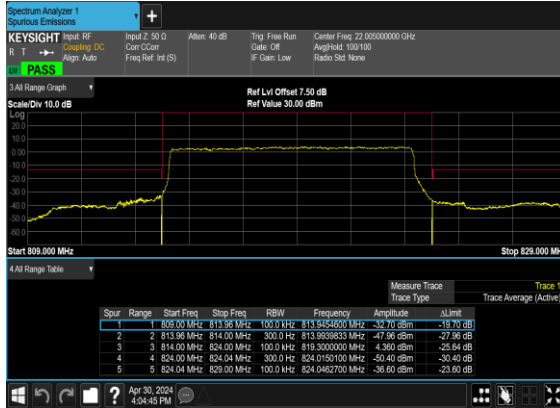 Spectrum Analyzer 1
Spurious Emissions
KEYSIGHT
R T
PASS
Input: RF
Coupling: DC
Align: Auto
Input Z: 50 Ω
Corr CCorr
Freq Ref: Int (S)
Atten: 40 dB
Trig: Free Run
Gate: Off
IF Gain: Low
Center Freq: 22.005000000 GHz
Avg|Hold: 100/100
Radio Std: None
3 All Range Graph
Scale/Div 10.0 dB
Ref Lvl Offset 7.50 dB
Ref Value 30.00 dBm
Log
20.0
10.0
0.00
-10.0
-20.0
-30.0
-40.0
-50.0
-60.0
Start 809.000 MHz
Stop 829.000 MH
4 All Range Table
Measure Trace Trace 1
Trace Type Trace Average (Active)
Spur Range Start Freq Stop Freq RBW Frequency Amplitude ΔLimit
1 1 809.00 MHz 813.96 MHz 100.0 kHz 813.9454600 MHz -32.70 dBm -19.70 dB
2 2 813.96 MHz 814.00 MHz 300.0 Hz 813.9939833 MHz -47.96 dBm -27.96 dB
3 3 814.00 MHz 824.00 MHz 100.0 kHz 819.3000000 MHz 4.360 dBm -25.64 dB
4 4 824.00 MHz 824.04 MHz 300.0 Hz 824.0150100 MHz -50.40 dBm -30.40 dB
5 5 824.04 MHz 829.00 MHz 100.0 kHz 824.0462700 MHz -36.60 dBm -23.60 dB
?
Apr 30, 2024
4:04:45 PM